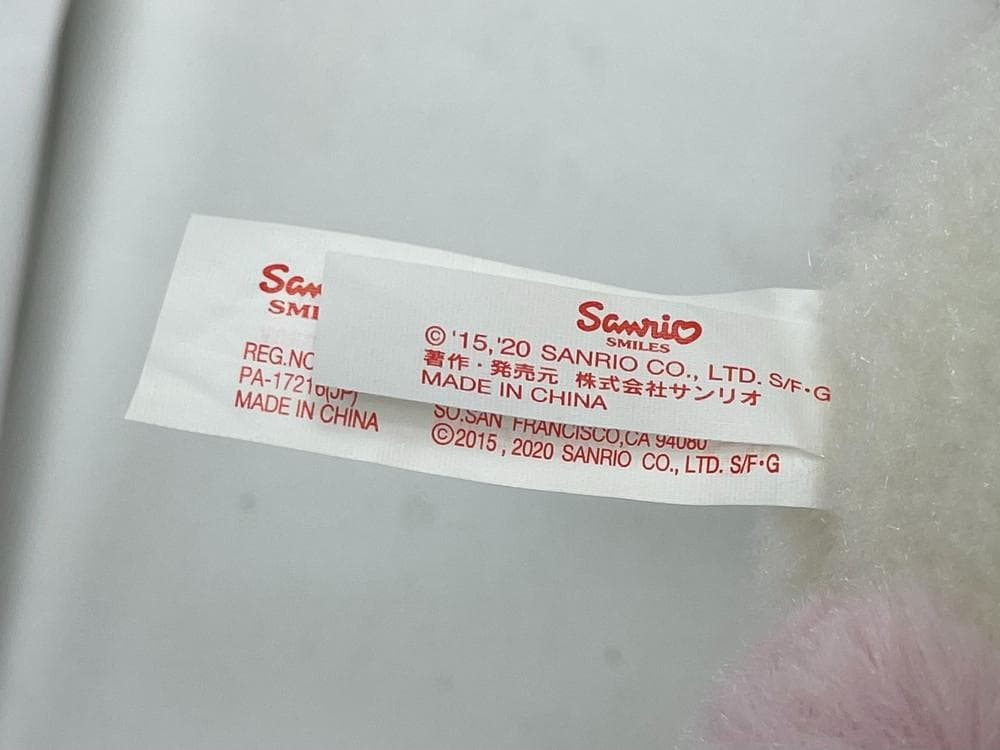 Sanrio
SMILES
© '15,'20 SANRIO CO., LTD. S/F・G
著作・発売元 株式会社サンリオ
MADE IN CHINA
REG.NO
MADE IN CHINA
SO.SAN FRANCISCO,CA 94080
©2015, 2020 SANRIO CO., LTD. S/F・G